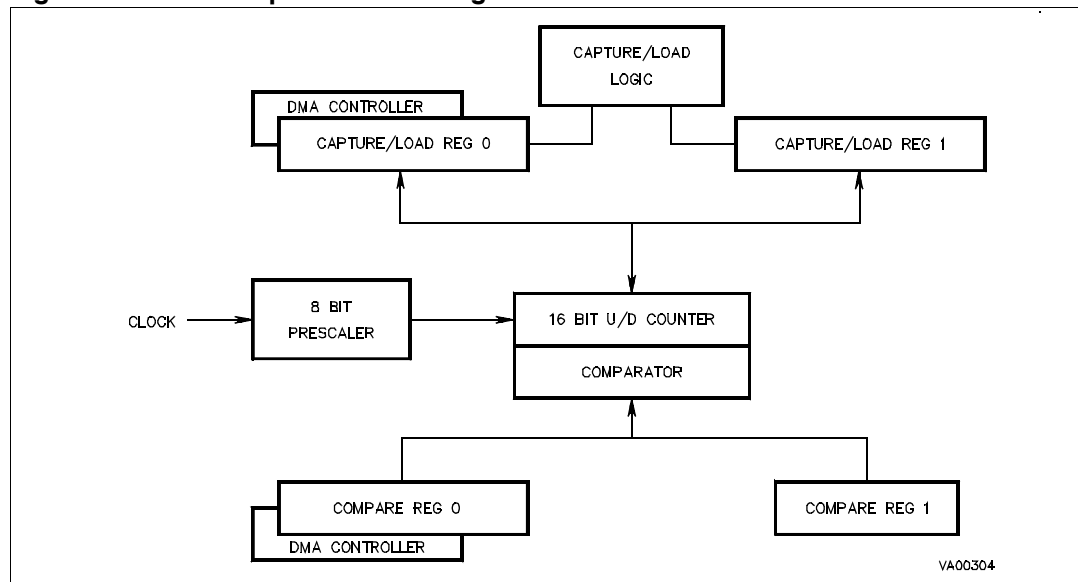 CAPTURE/LOAD
LOGIC
DMA CONTROLLER
CAPTURE/LOAD REG 0
CAPTURE/LOAD REG 1
CLOCK
8 BIT
PRESCALER
16 BIT U/D COUNTER
COMPARATOR
COMPARE REG 0
COMPARE REG 1
DMA CONTROLLER
VA00304